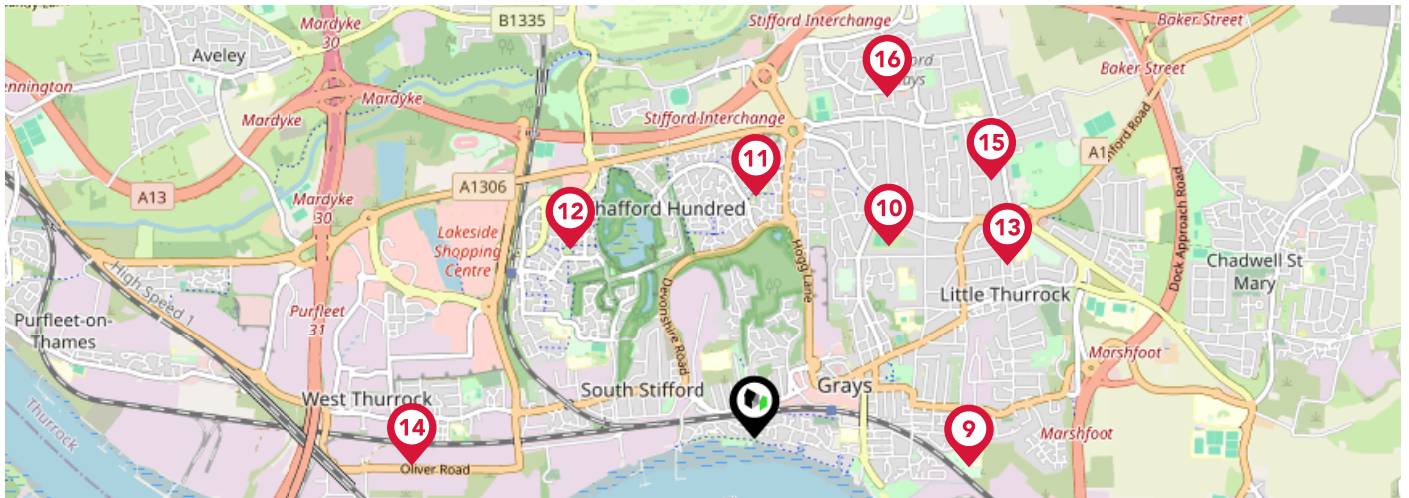 B1335
Mardyke
30
Aveley
Stifford Interchange
Baker Street
16
Baker Street
Mardyke
Mardyke
Stifford Interchange
15
A1
11
A13
A1306
Mardyke
30
12
hafford Hundred
10
13
Dock Approach Road
Lakeside
Shopping
Centre
Hogg Lane
Chadwell St
Mary
High Speed 1
Little Thurrock
Devonshire Road
Purfleet
31
Purfleet-on-
Thames
Marshfoot
South Stifford
Grays
West Thurrock
Thurrock
14
9
Marshfoot
Oliver Road